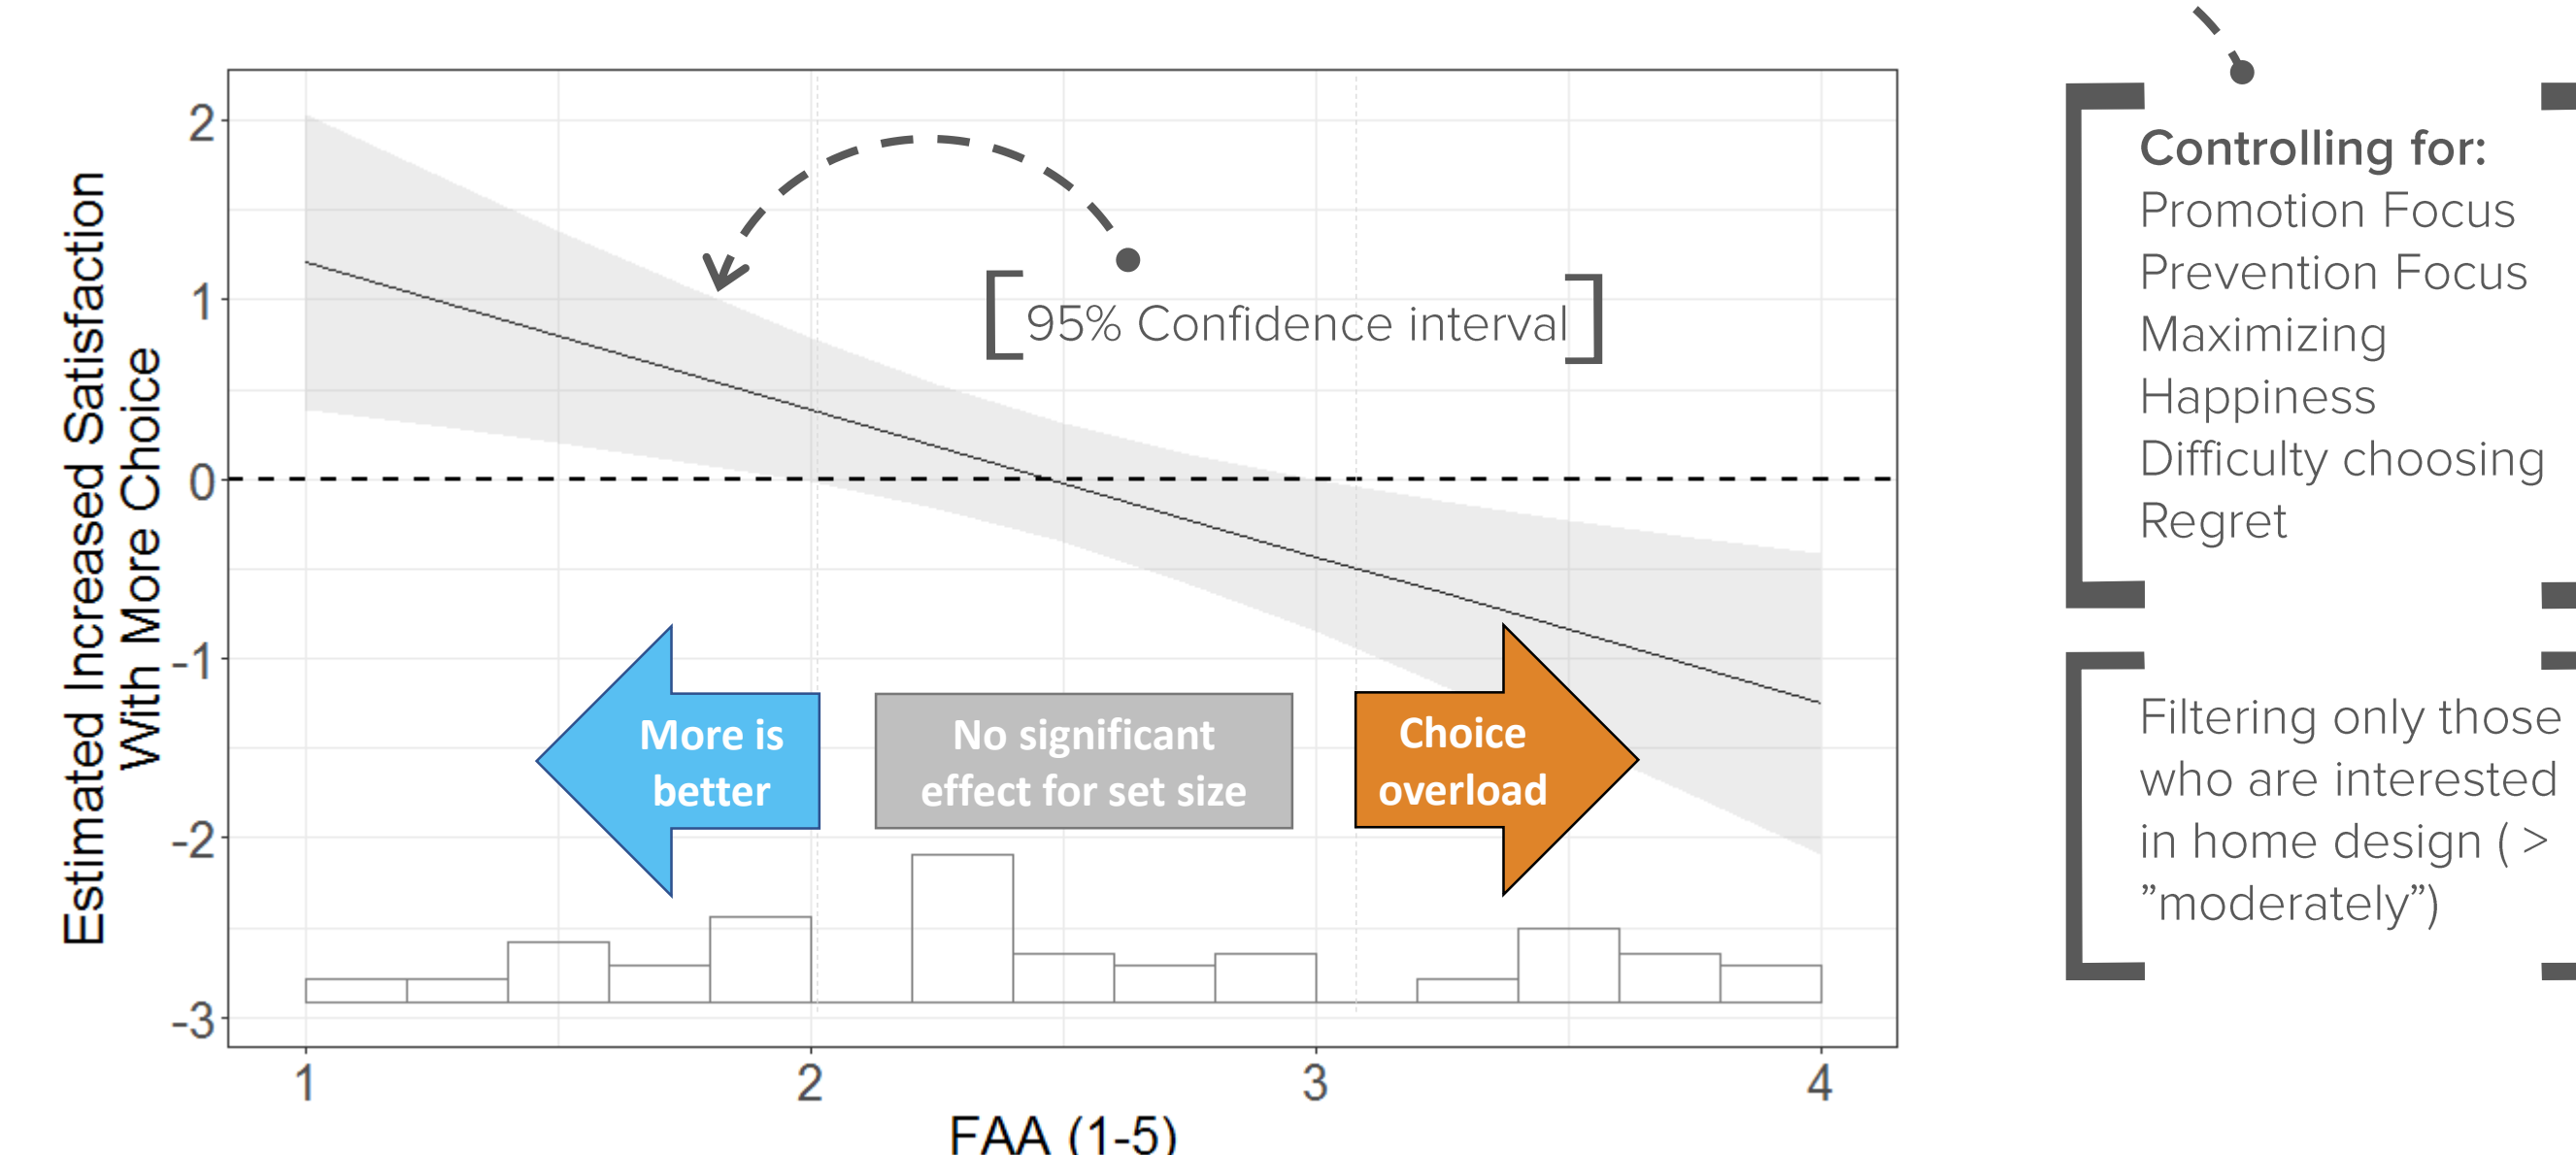 Estimated Increased Satisfaction
With More Choice
2
1
0
-1
-2
-3
95% Confidence interval
More is
better
No significant
effect for set size
Choice
overload
1
2
3
4
FAA (1-5)
Controlling for:
Promotion Focus
Prevention Focus
Maximizing
Happiness
Difficulty choosing
Regret
Filtering only those
who are interested
in home design ( >
”moderately”)